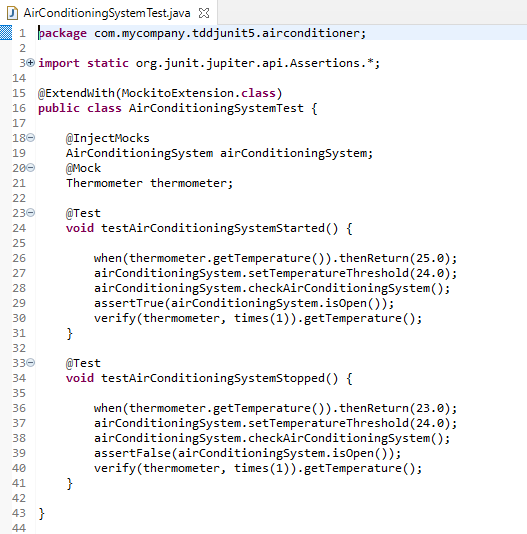 AirConditioningSystemTest.java
1 package com.mycompany.tddjunit5.airconditioner;
2
3 import static org.junit.jupiter.api.Assertions.*;
14
15 @ExtendWith(MockitoExtension.class)
16 public class AirConditioningSystemTest {
17
18     @InjectMocks
19     AirConditioningSystem airConditioningSystem;
20     @Mock
21     Thermometer thermometer;
22
23     @Test
24     void testAirConditioningSystemStarted() {
25
26         when(thermometer.getTemperature()).thenReturn(25.0);
27         airConditioningSystem.setTemperatureThreshold(24.0);
28         airConditioningSystem.checkAirConditioningSystem();
29         assertTrue(airConditioningSystem.isOpen());
30         verify(thermometer, times(1)).getTemperature();
31     }
32
33     @Test
34     void testAirConditioningSystemStopped() {
35
36         when(thermometer.getTemperature()).thenReturn(23.0);
37         airConditioningSystem.setTemperatureThreshold(24.0);
38         airConditioningSystem.checkAirConditioningSystem();
39         assertFalse(airConditioningSystem.isOpen());
40         verify(thermometer, times(1)).getTemperature();
41     }
42
43 }
44